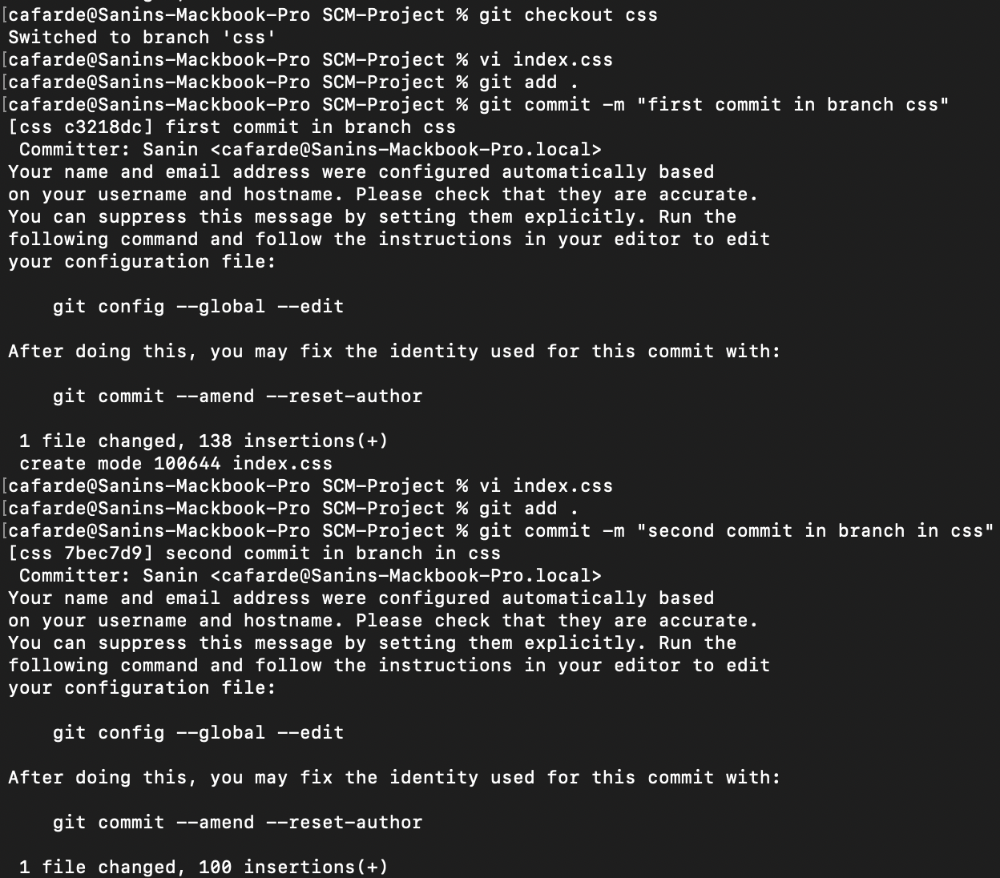 [cafarde@Sanins-Mackbook-Pro SCM-Project % git checkout css
Switched to branch 'css'
[cafarde@Sanins-Mackbook-Pro SCM-Project % vi index.css
[cafarde@Sanins-Mackbook-Pro SCM-Project % git add .
[cafarde@Sanins-Mackbook-Pro SCM-Project % git commit -m "first commit in branch css"
[css c3218dc] first commit in branch css
 Committer: Sanin <cafarde@Sanins-Mackbook-Pro.local>
Your name and email address were configured automatically based
on your username and hostname. Please check that they are accurate.
You can suppress this message by setting them explicitly. Run the
following command and follow the instructions in your editor to edit
your configuration file:

    git config --global --edit

After doing this, you may fix the identity used for this commit with:

    git commit --amend --reset-author

 1 file changed, 138 insertions(+)
 create mode 100644 index.css
[cafarde@Sanins-Mackbook-Pro SCM-Project % vi index.css
[cafarde@Sanins-Mackbook-Pro SCM-Project % git add .
[cafarde@Sanins-Mackbook-Pro SCM-Project % git commit -m "second commit in branch in css"
[css 7bec7d9] second commit in branch in css
 Committer: Sanin <cafarde@Sanins-Mackbook-Pro.local>
Your name and email address were configured automatically based
on your username and hostname. Please check that they are accurate.
You can suppress this message by setting them explicitly. Run the
following command and follow the instructions in your editor to edit
your configuration file:

    git config --global --edit

After doing this, you may fix the identity used for this commit with:

    git commit --amend --reset-author

 1 file changed, 100 insertions(+)